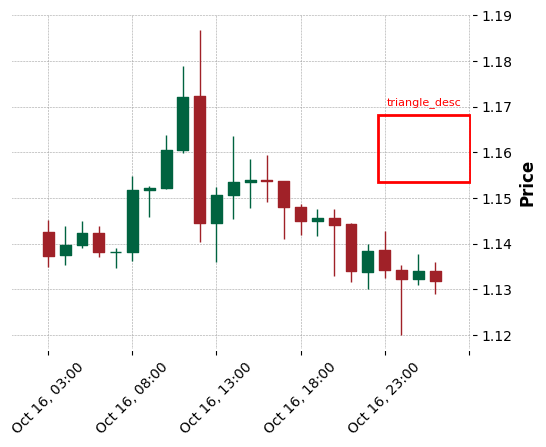 1.19
1.18
1.17
1.16
1.15
1.14
1.13
1.12
Price
triangle_desc
Oct 16, 03:00
Oct 16, 08:00
Oct 16, 13:00
Oct 16, 18:00
Oct 16, 23:00